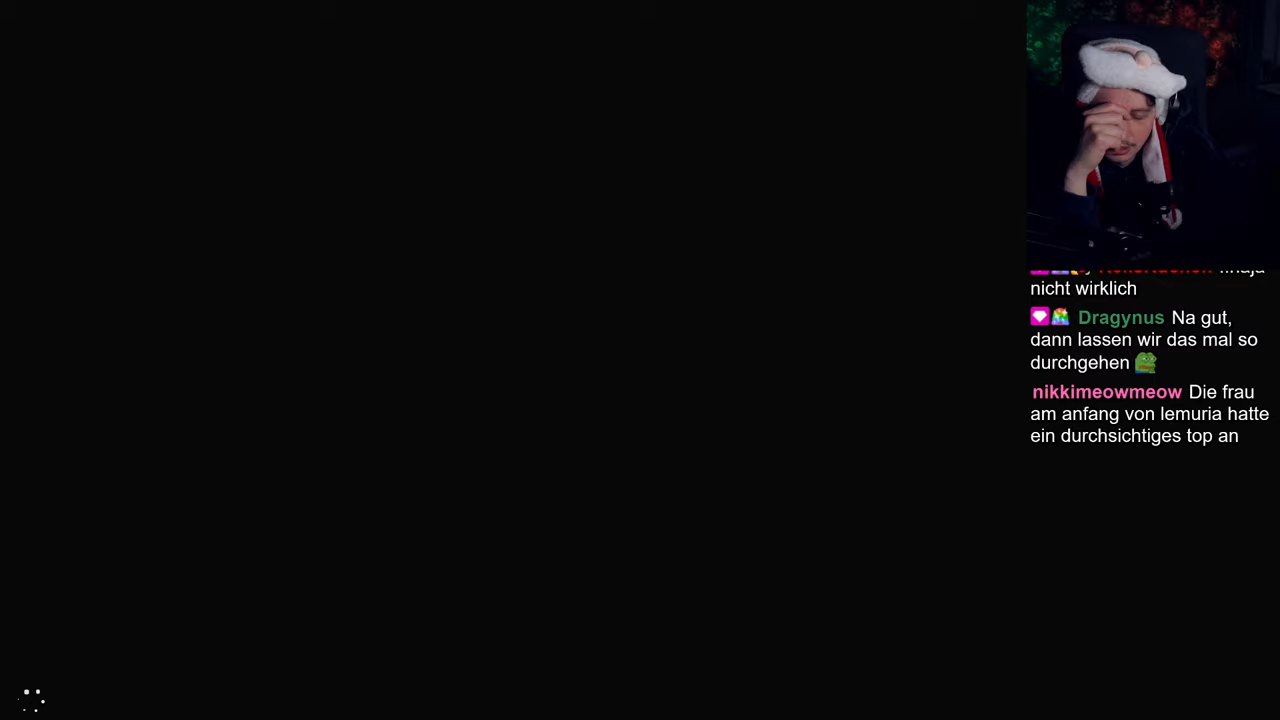 nicht wirklich
Dragynus Na gut,
dann lassen wir das mal so
durchgehen
nikkimeowmeow Die frau
am anfang von lemuria hatte
ein durchsichtiges top an